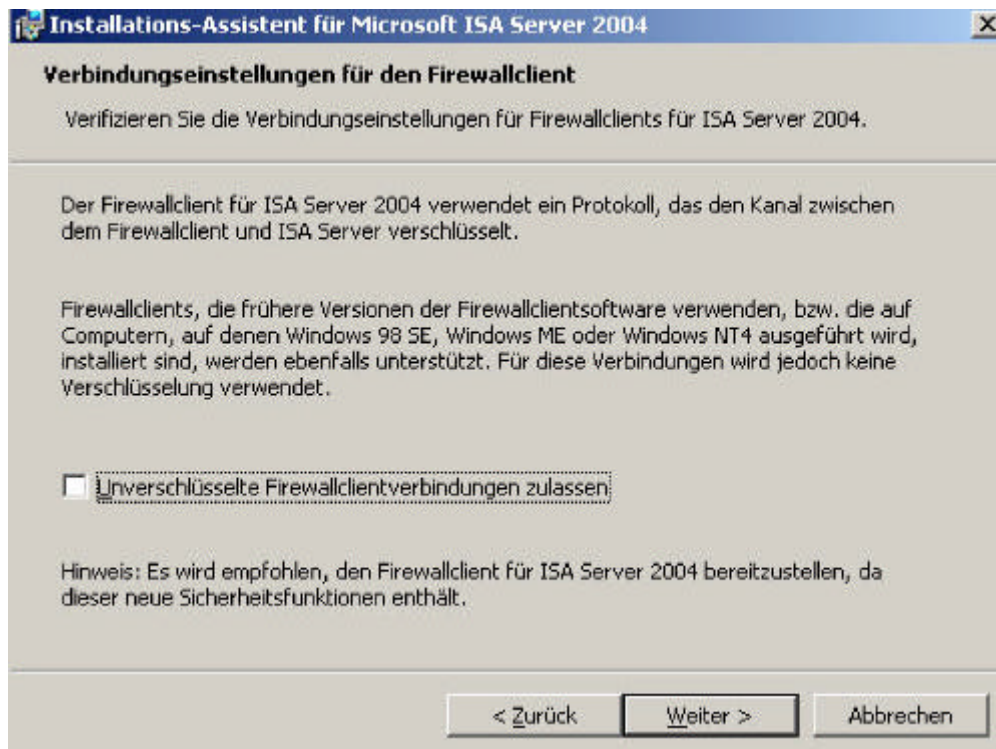 Installations-Assistent für Microsoft ISA Server 2004
Verbindungseinstellungen für den Firewallclient
Verifizieren Sie die Verbindungseinstellungen für Firewallclients für ISA Server 2004.
Der Firewallclient für ISA Server 2004 verwendet ein Protokoll, das den Kanal zwischen
dem Firewallclient und ISA Server verschlüsselt.
Firewallclients, die frühere Versionen der Firewallclientsoftware verwenden, bzw. die auf
Computern, auf denen Windows 98 SE, Windows ME oder Windows NT4 ausgeführt wird,
installiert sind, werden ebenfalls unterstützt. Für diese Verbindungen wird jedoch keine
Verschlüsselung verwendet.
Unverschlüsselte Firewallclientverbindungen zulassen
Hinweis: Es wird empfohlen, den Firewallclient für ISA Server 2004 bereitzustellen, da
dieser neue Sicherheitsfunktionen enthält.
< Zurück Weiter > Abbrechen